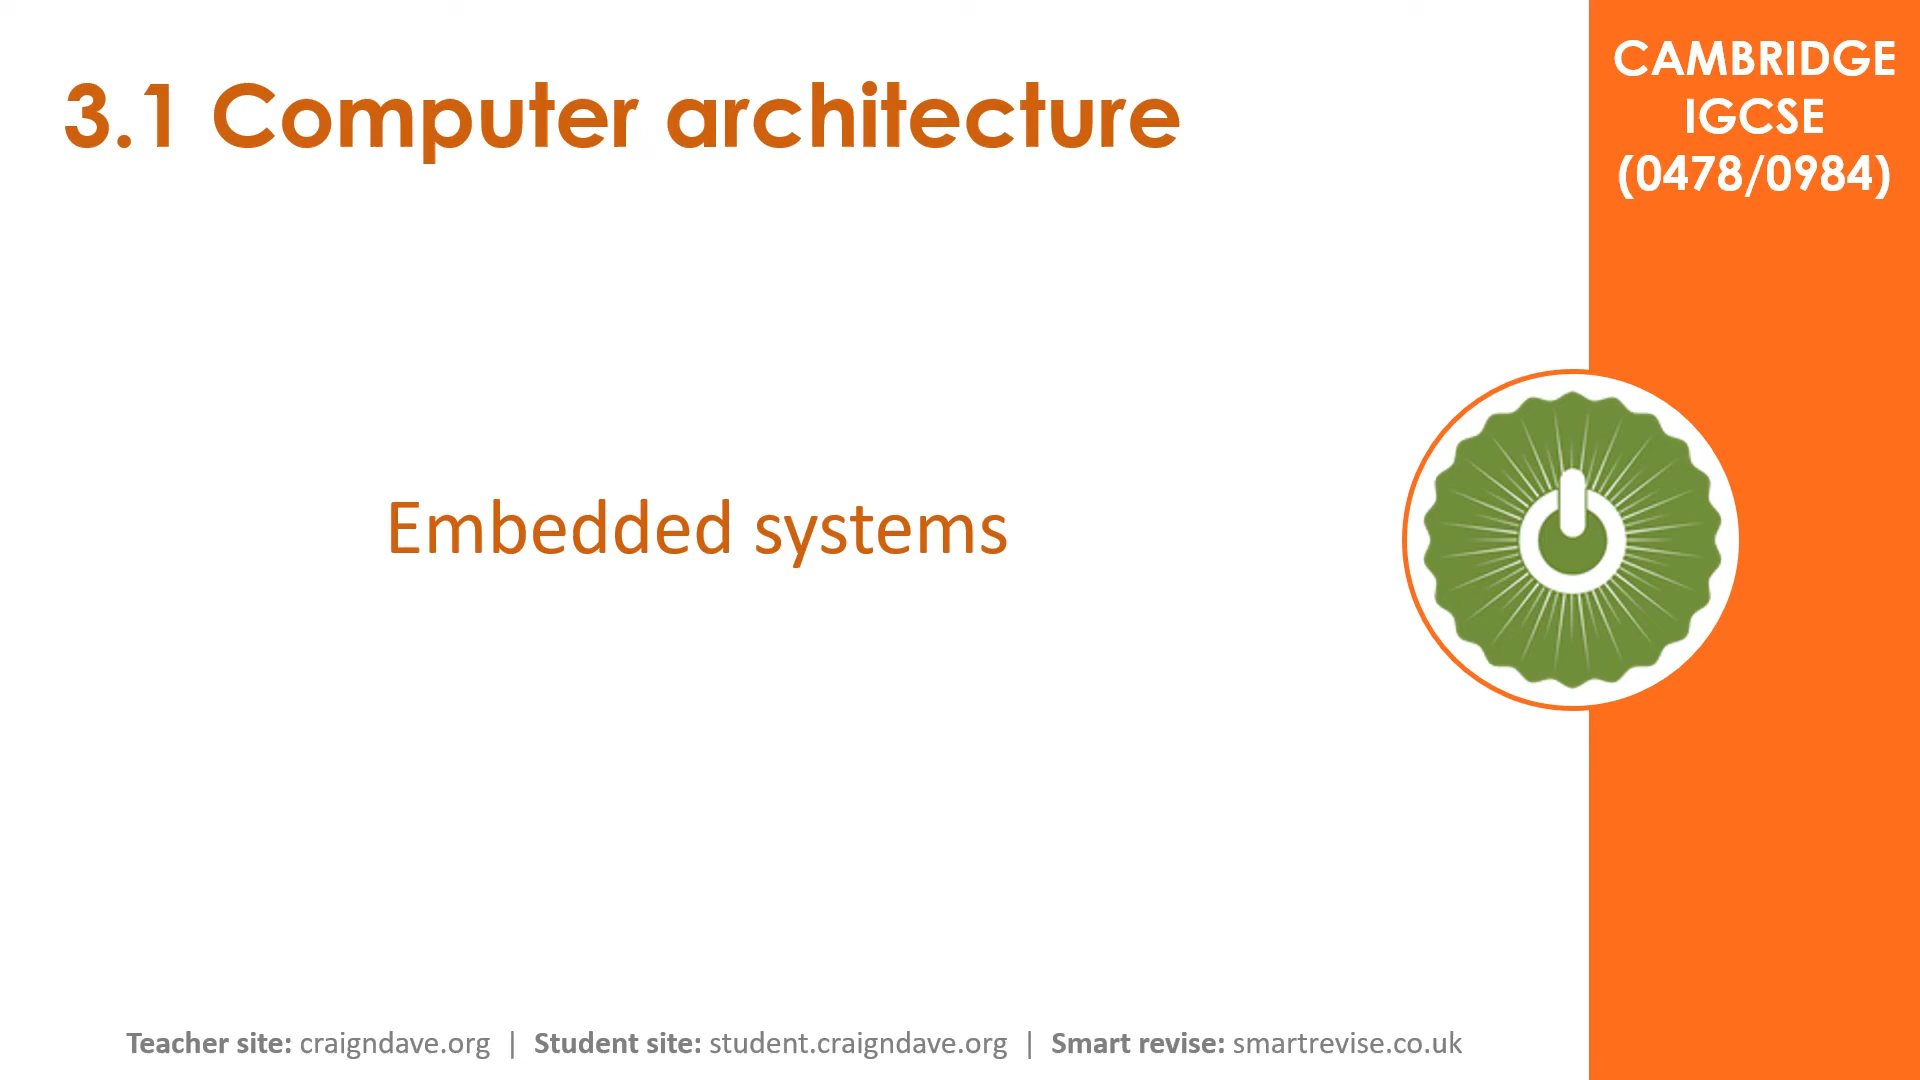 3.1 Computer architecture
CAMBRIDGE
IGCSE
(0478/0984)
Embedded systems
Teacher site: craigndave.org | Student site: student.craigndave.org | Smart revise: smartrevise.co.uk